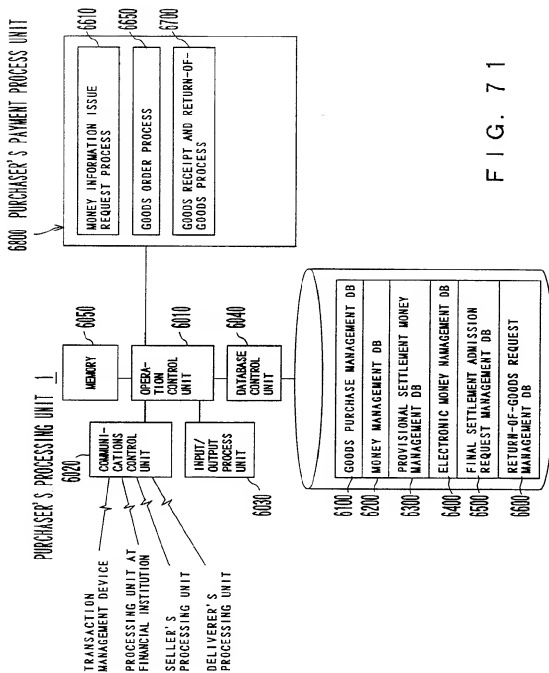 PURCHASER'S PROCESSING UNIT 1
6800 PURCHASER'S PAYMENT PROCESS UNIT
TRANSACTION
MANAGEMENT DEVICE
PROCESSING UNIT AT
FINANCIAL INSTITUTION
SELLER'S
PROCESSING UNIT
DELIVERER'S
PROCESSING UNIT
6020
COMMUNI-
CATIONS
CONTROL
UNIT
INPUT/
OUTPUT
PROCESS
UNIT
6030
MEMORY
6050
OPERA-
TION
CONTROL
UNIT
6010
DATABASE
CONTROL
UNIT
6040
MONEY INFORMATION ISSUE
REQUEST PROCESS
6610
GOODS ORDER PROCESS
6650
GOODS RECEIPT AND RETURN-OF-
GOODS PROCESS
6700
6100
GOODS PURCHASE MANAGEMENT DB
6200
MONEY MANAGEMENT DB
6300
PROVISIONAL SETTLEMENT MONEY
MANAGEMENT DB
6400
ELECTRONIC MONEY NAMAGEMENT DB
6500
FINAL SETTLEMENT ADMISSION
REQUEST MANAGEMENT DB
6600
RETURN-OF-GOODS REQUEST
MANAGEMENT DB
FIG. 71